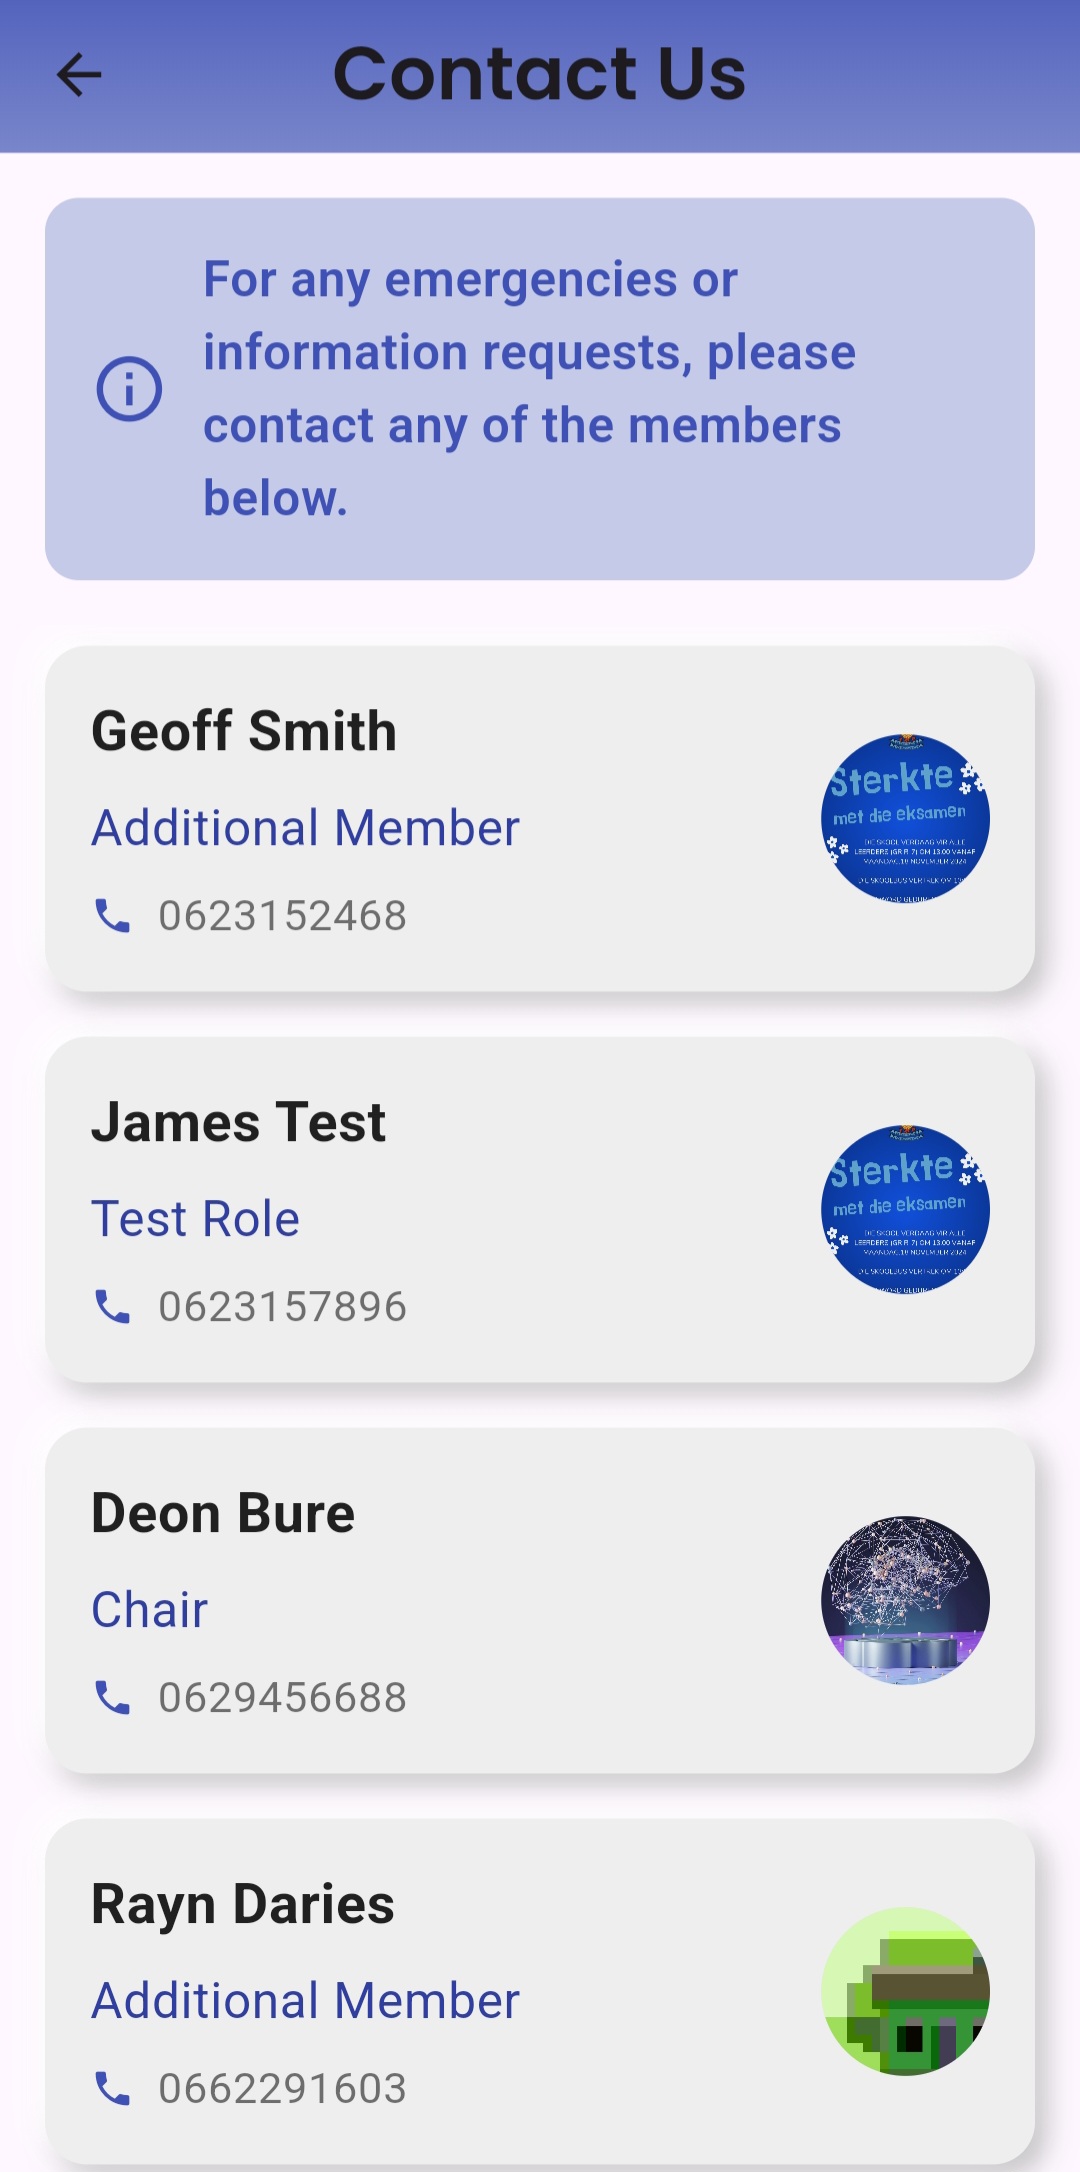 Contact Us
For any emergencies or
information requests, please
contact any of the members
below.
Geoff Smith
Additional Member
0623152468
Sterkte
met die eksamen
James Test
Test Role
0623157896
Sterkte
met die eksamen
Deon Bure
Chair
0629456688
Rayn Daries
Additional Member
0662291603